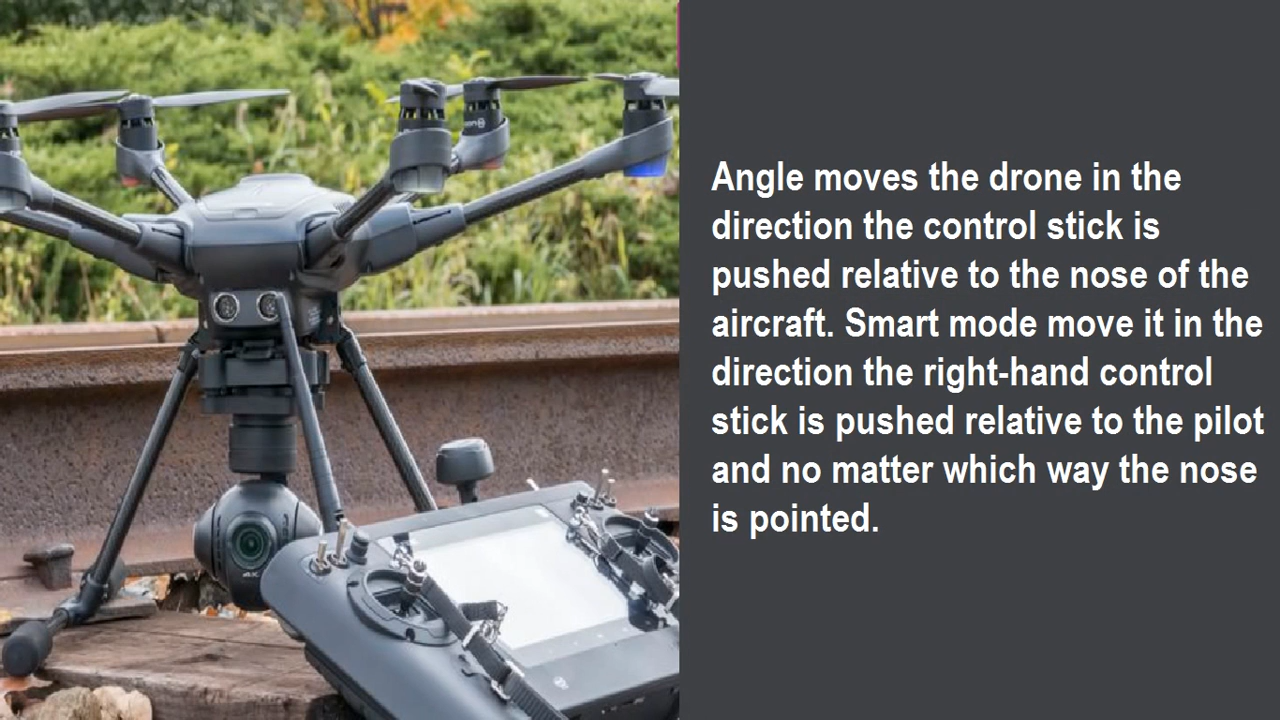 Angle moves the drone in the
direction the control stick is
pushed relative to the nose of the
aircraft. Smart mode move it in the
direction the right-hand control
stick is pushed relative to the pilot
and no matter which way the nose
is pointed.